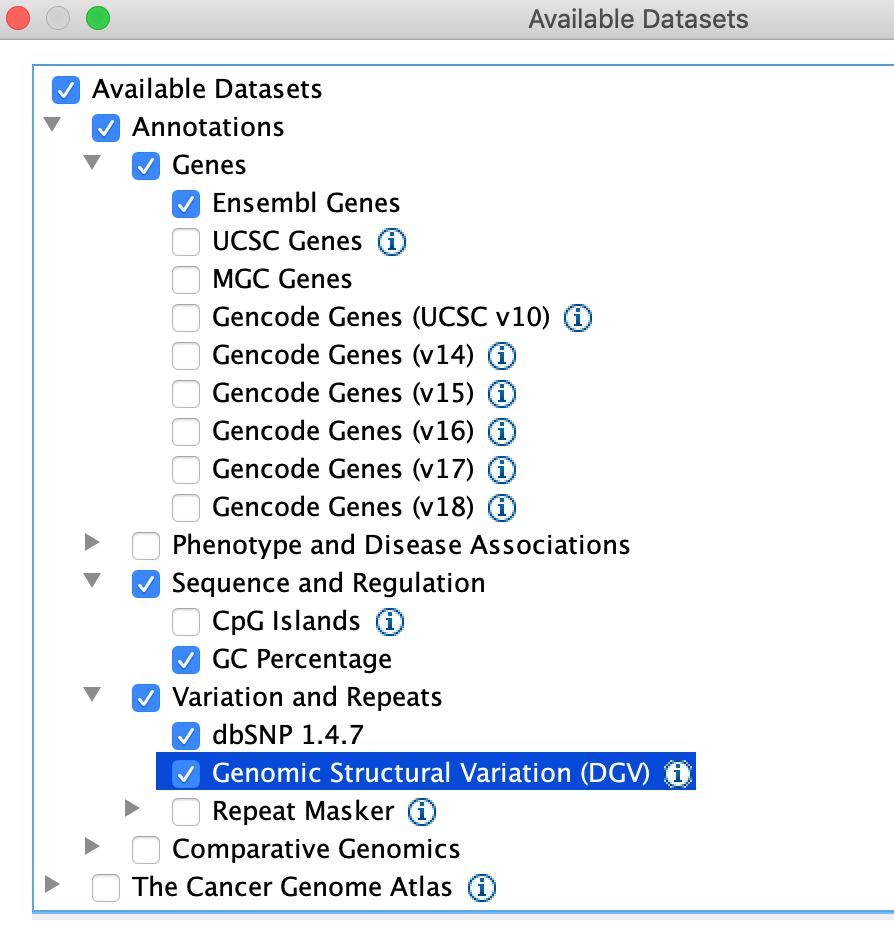 Available Datasets
Available Datasets
Annotations
Genes
Ensembl Genes
UCSC Genes
MGC Genes
Gencode Genes (UCSC v10)
Gencode Genes (v14)
Gencode Genes (v15)
Gencode Genes (v16)
Gencode Genes (v17)
Gencode Genes (v18)
Phenotype and Disease Associations
Sequence and Regulation
CpG Islands
GC Percentage
Variation and Repeats
dbSNP 1.4.7
Genomic Structural Variation (DGV)
Repeat Masker
Comparative Genomics
The Cancer Genome Atlas